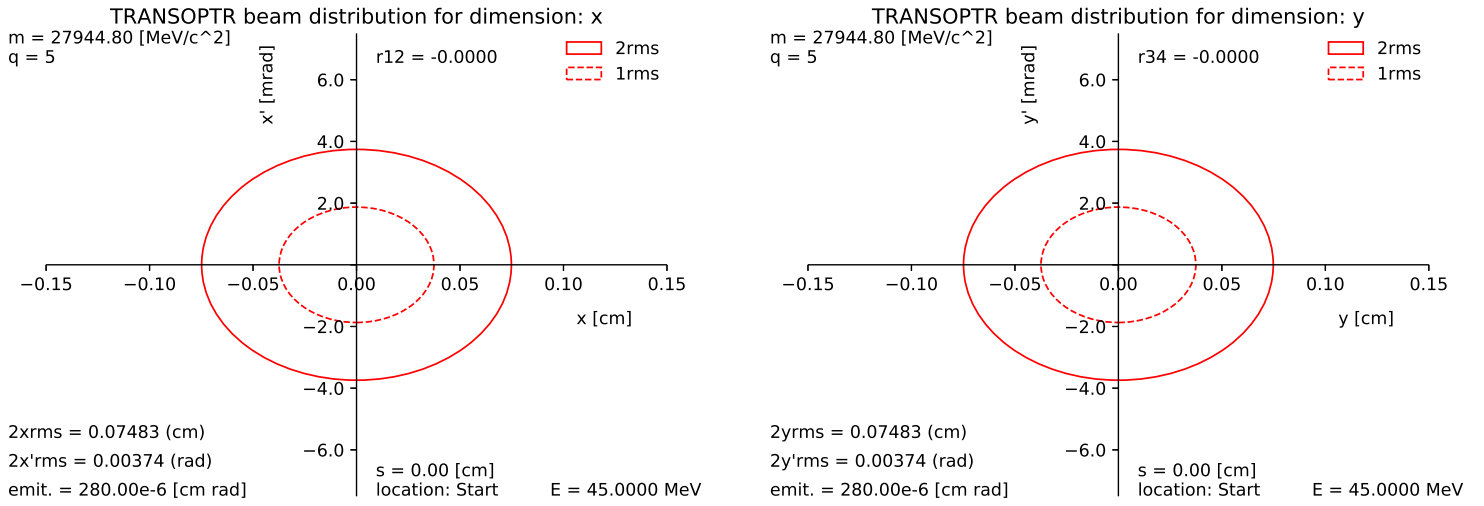 TRANSOPTR beam distribution for dimension: x
m = 27944.80 [MeV/c^2]
q = 5
x' [mrad]
r12 = -0.0000
2rms
1rms
6.0
4.0
2.0
−0.15
−0.10
−0.05
0.00
0.05
0.10
0.15
x [cm]
−2.0
−4.0
−6.0
2xrms = 0.07483 (cm)
2x'rms = 0.00374 (rad)
emit. = 280.00e-6 [cm rad]
s = 0.00 [cm]
location: Start
E = 45.0000 MeV
TRANSOPTR beam distribution for dimension: y
m = 27944.80 [MeV/c^2]
q = 5
y' [mrad]
r34 = -0.0000
2rms
1rms
6.0
4.0
2.0
−0.15
−0.10
−0.05
0.00
0.05
0.10
0.15
y [cm]
−2.0
−4.0
−6.0
2yrms = 0.07483 (cm)
2y'rms = 0.00374 (rad)
emit. = 280.00e-6 [cm rad]
s = 0.00 [cm]
location: Start
E = 45.0000 MeV